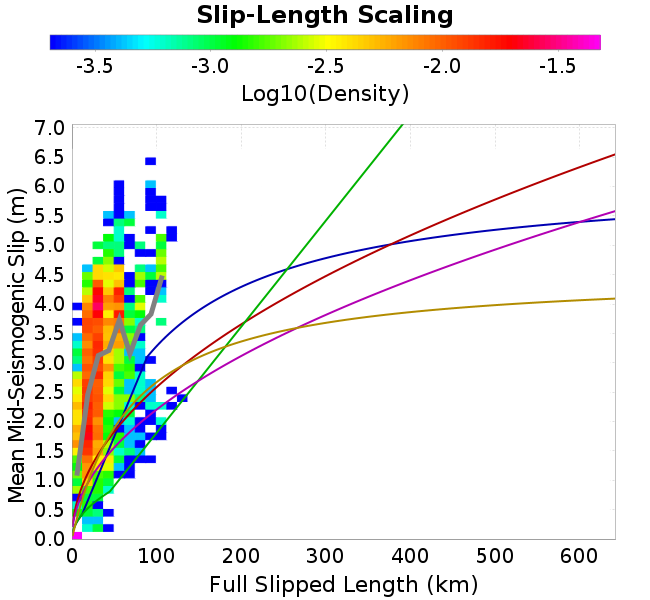 Slip-Length Scaling
-3.5 -3.0 -2.5 -2.0 -1.5
Log10(Density)
7.0
6.5
6.0
5.5
5.0
4.5
4.0
3.5
3.0
2.5
2.0
1.5
1.0
0.5
0.0
Mean Mid-Seismogenic Slip (m)
0 100 200 300 400 500 600
Full Slipped Length (km)